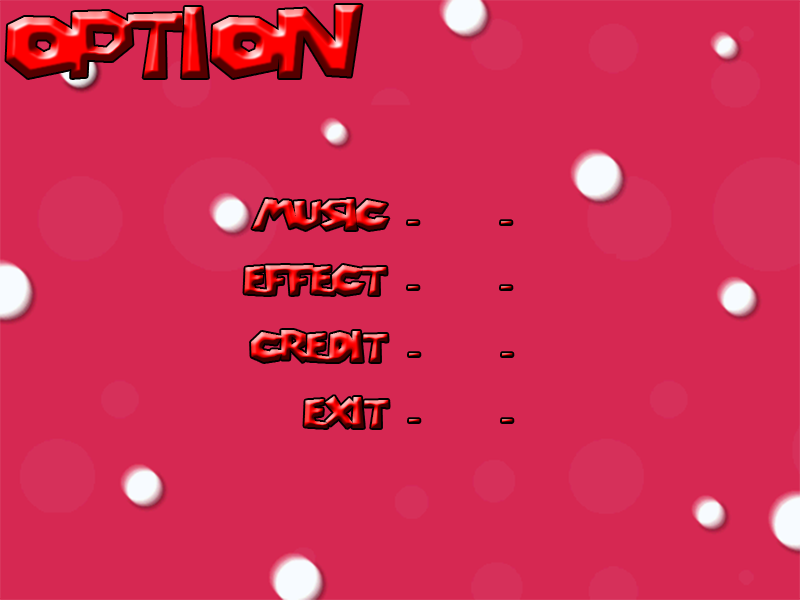 OPTION
MUSIC - -
EFFECT - -
CREDIT - -
EXIT - -